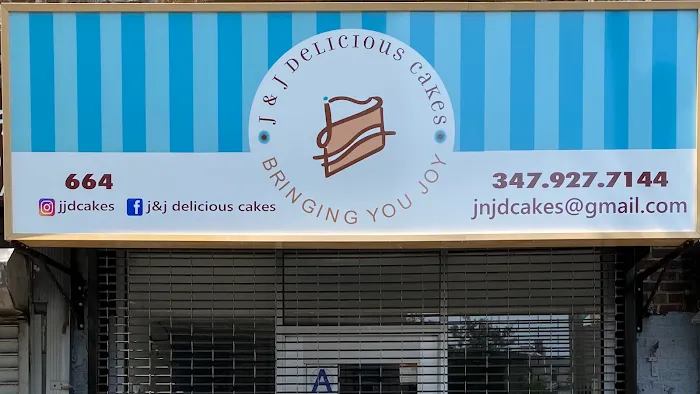 J & J DELICIOUS CAKES
BRINGING YOU JOY
664
jjdcakes
j&j delicious cakes
347.927.7144
jnjdcakes@gmail.com
A